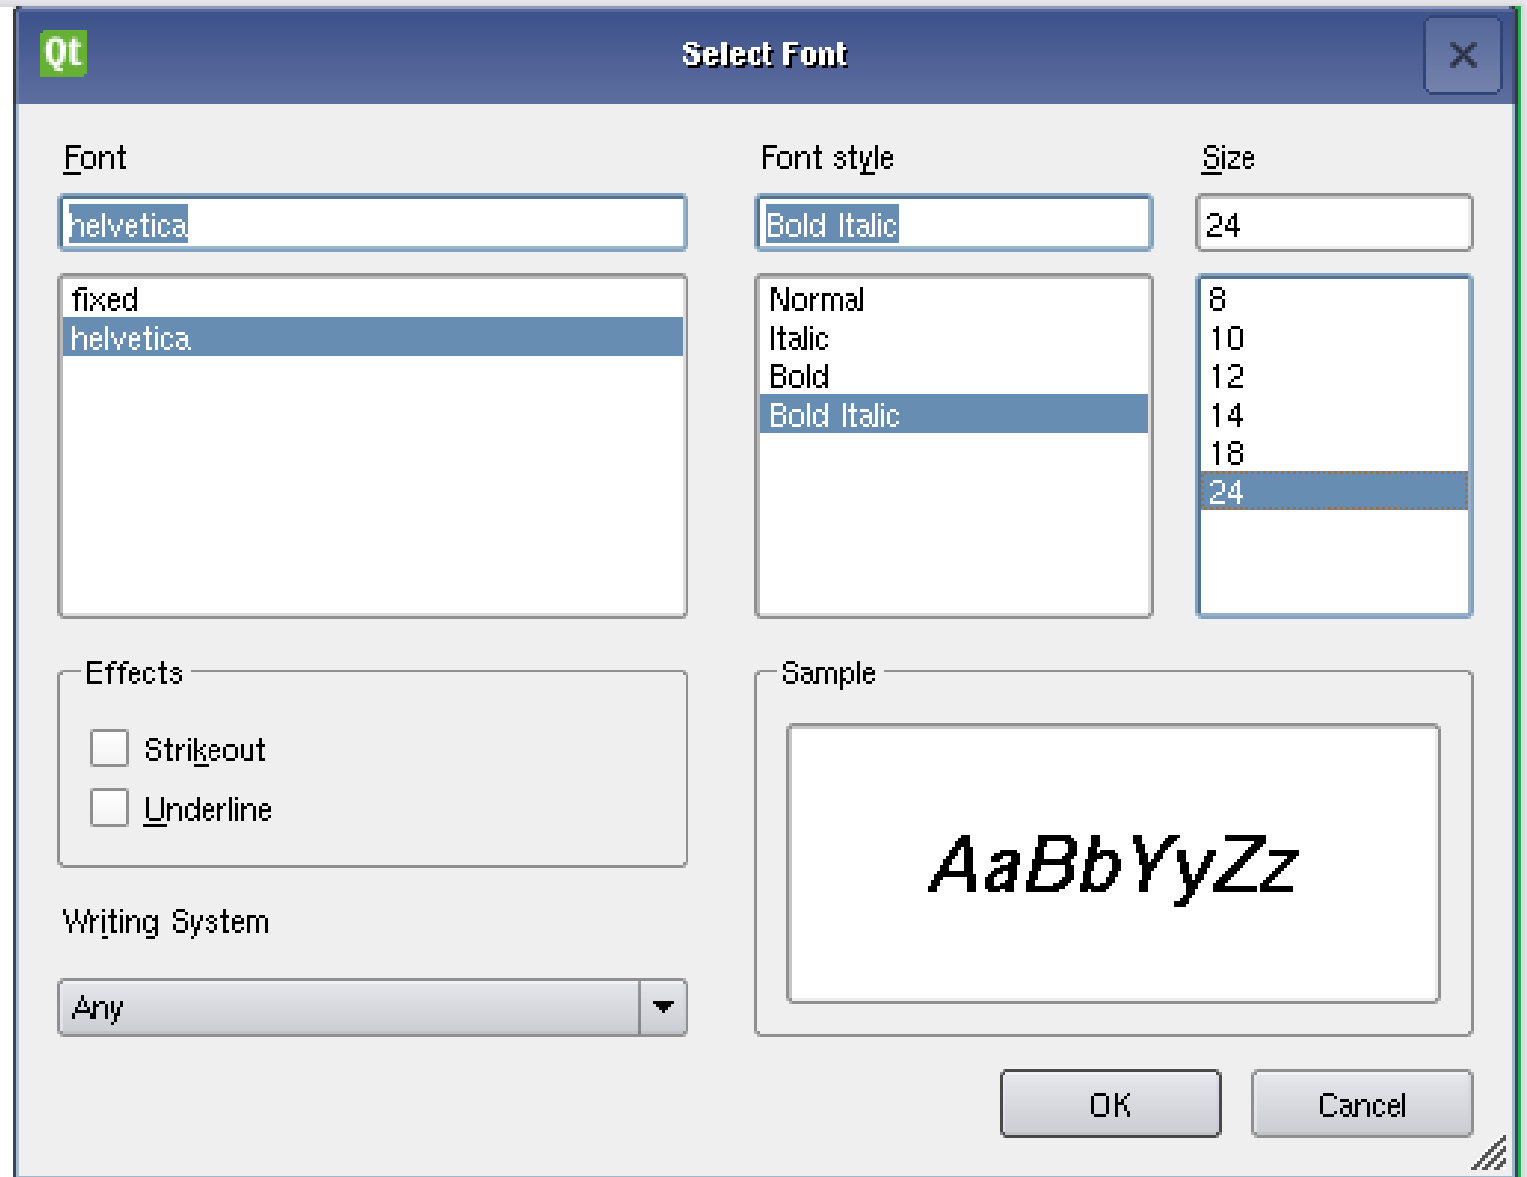 Qt Select Font
Font
helvetica
fixed
helvetica
Font style
Bold Italic
Normal
Italic
Bold
Bold Italic
Size
24
8
10
12
14
18
24
Effects
Strikeout
Underline
Writing System
Any
Sample
AaBbYyZz
OK Cancel